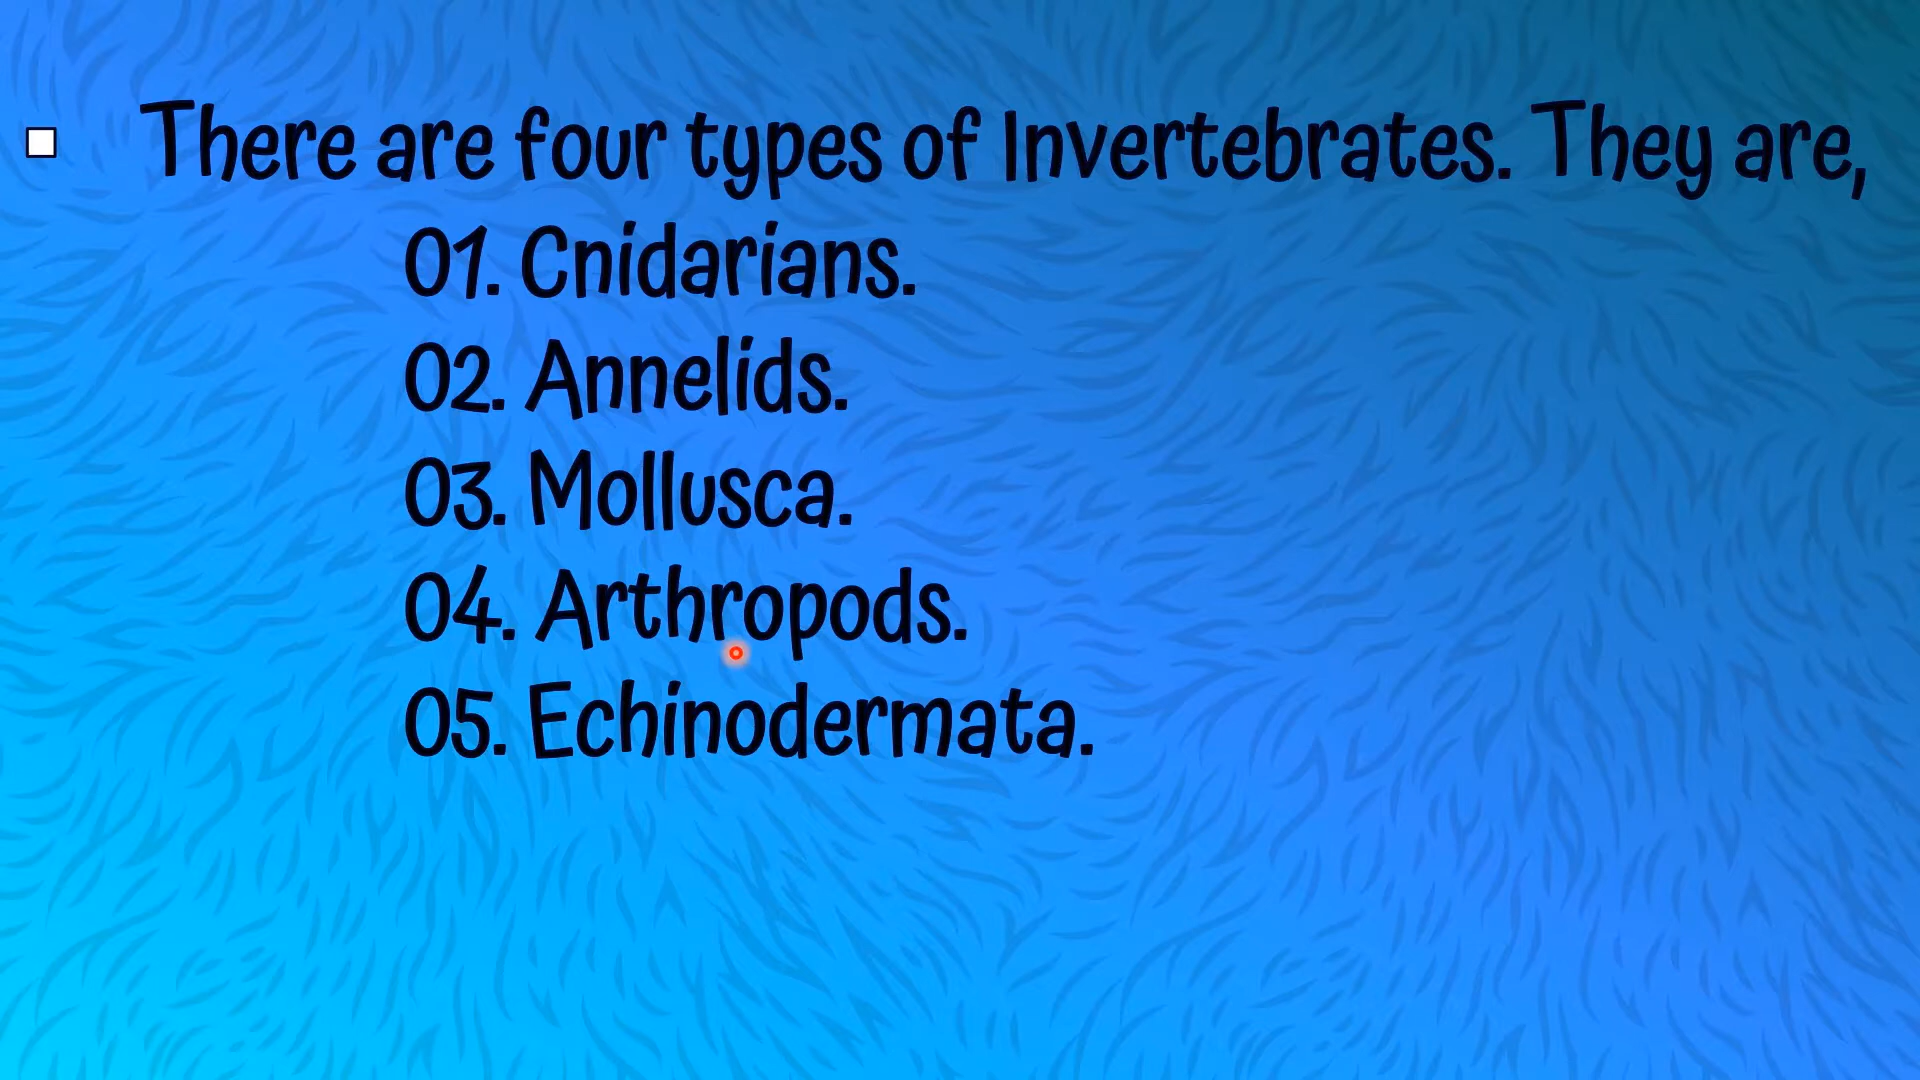 There are four types of Invertebrates. They are,
01. Cnidarians.
02. Annelids.
03. Mollusca.
04. Arthropods.
05. Echinodermata.